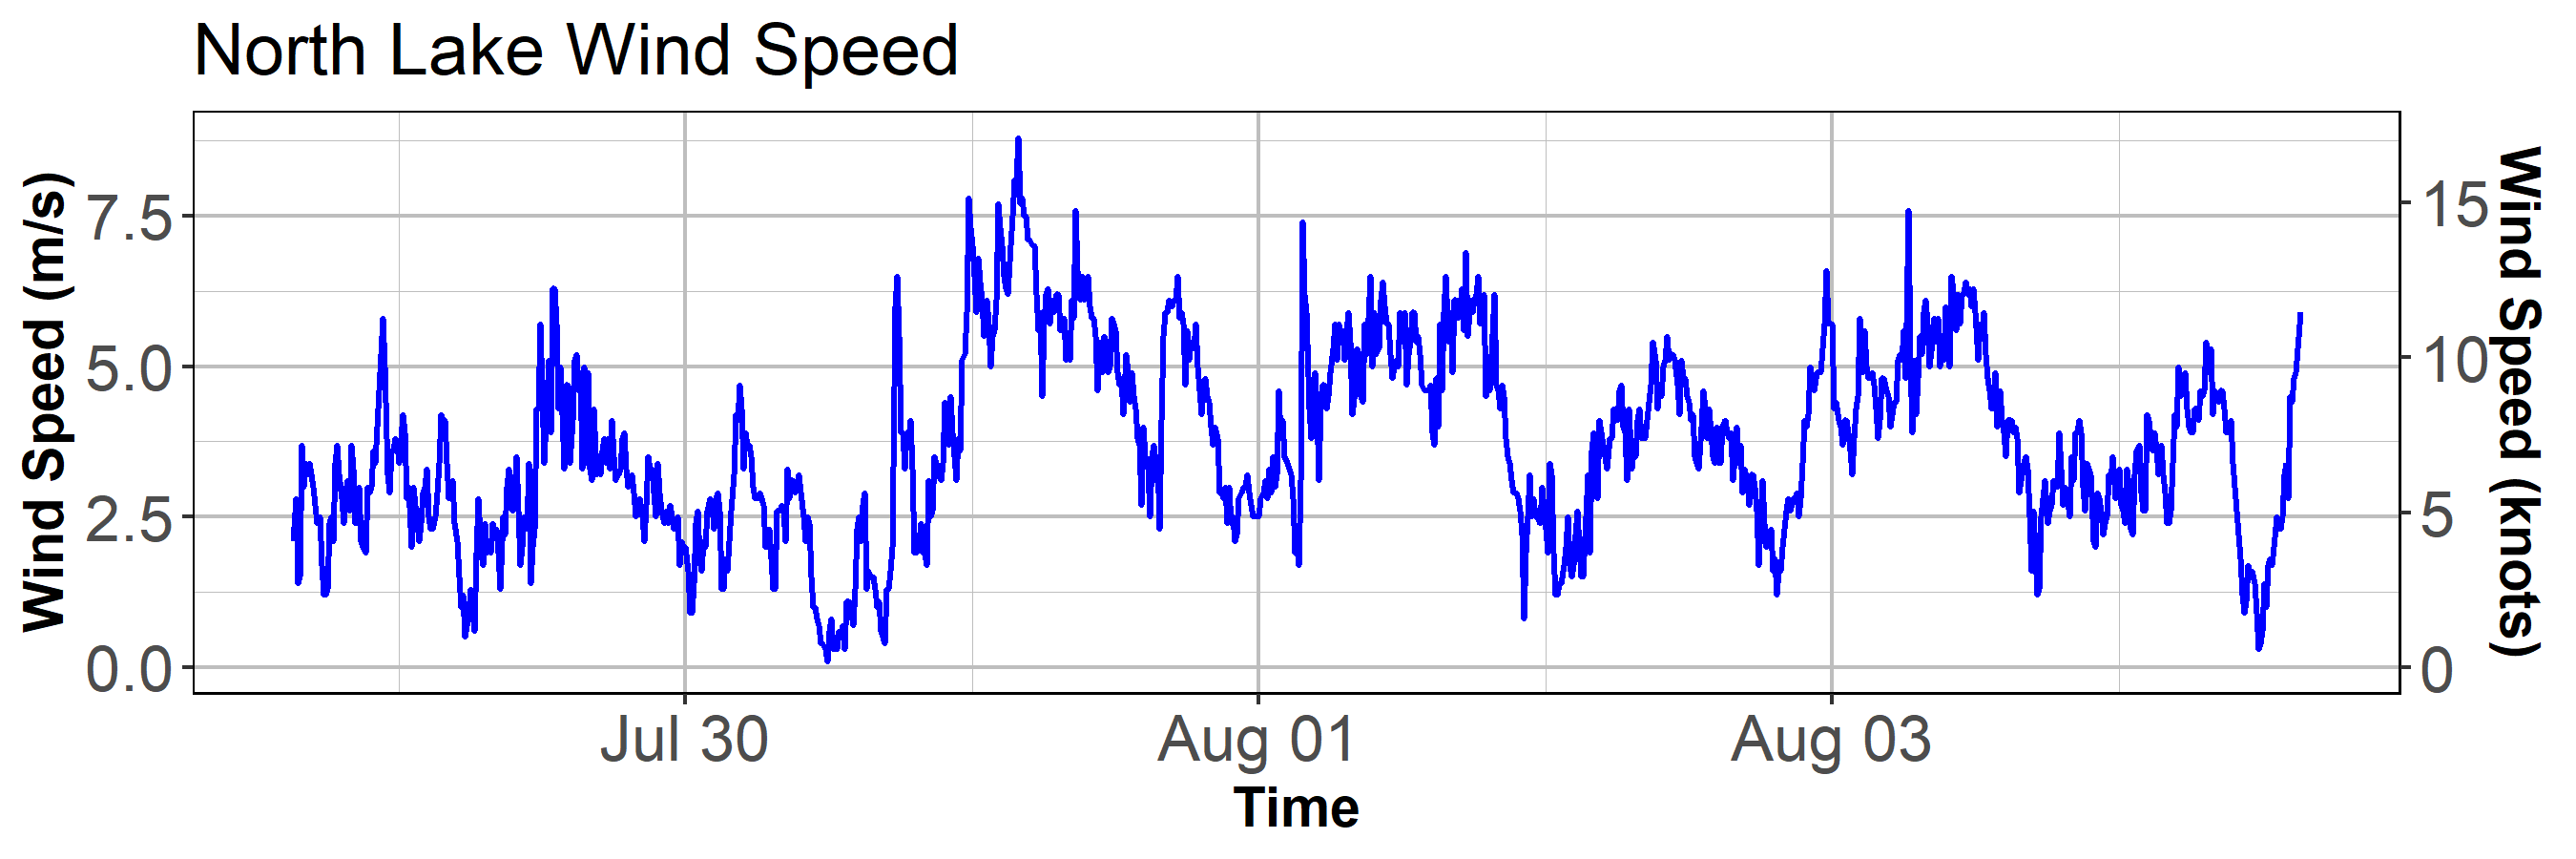 North Lake Wind Speed
Wind Speed (m/s)
7.5
5.0
2.5
0.0
15
10
5
0
Wind Speed (knots)
Jul 30
Aug 01
Aug 03
Time